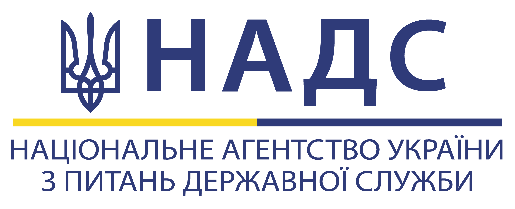 НАДС
НАЦІОНАЛЬНЕ АГЕНТСТВО УКРАЇНИ
З ПИТАНЬ ДЕРЖАВНОЇ СЛУЖБИ